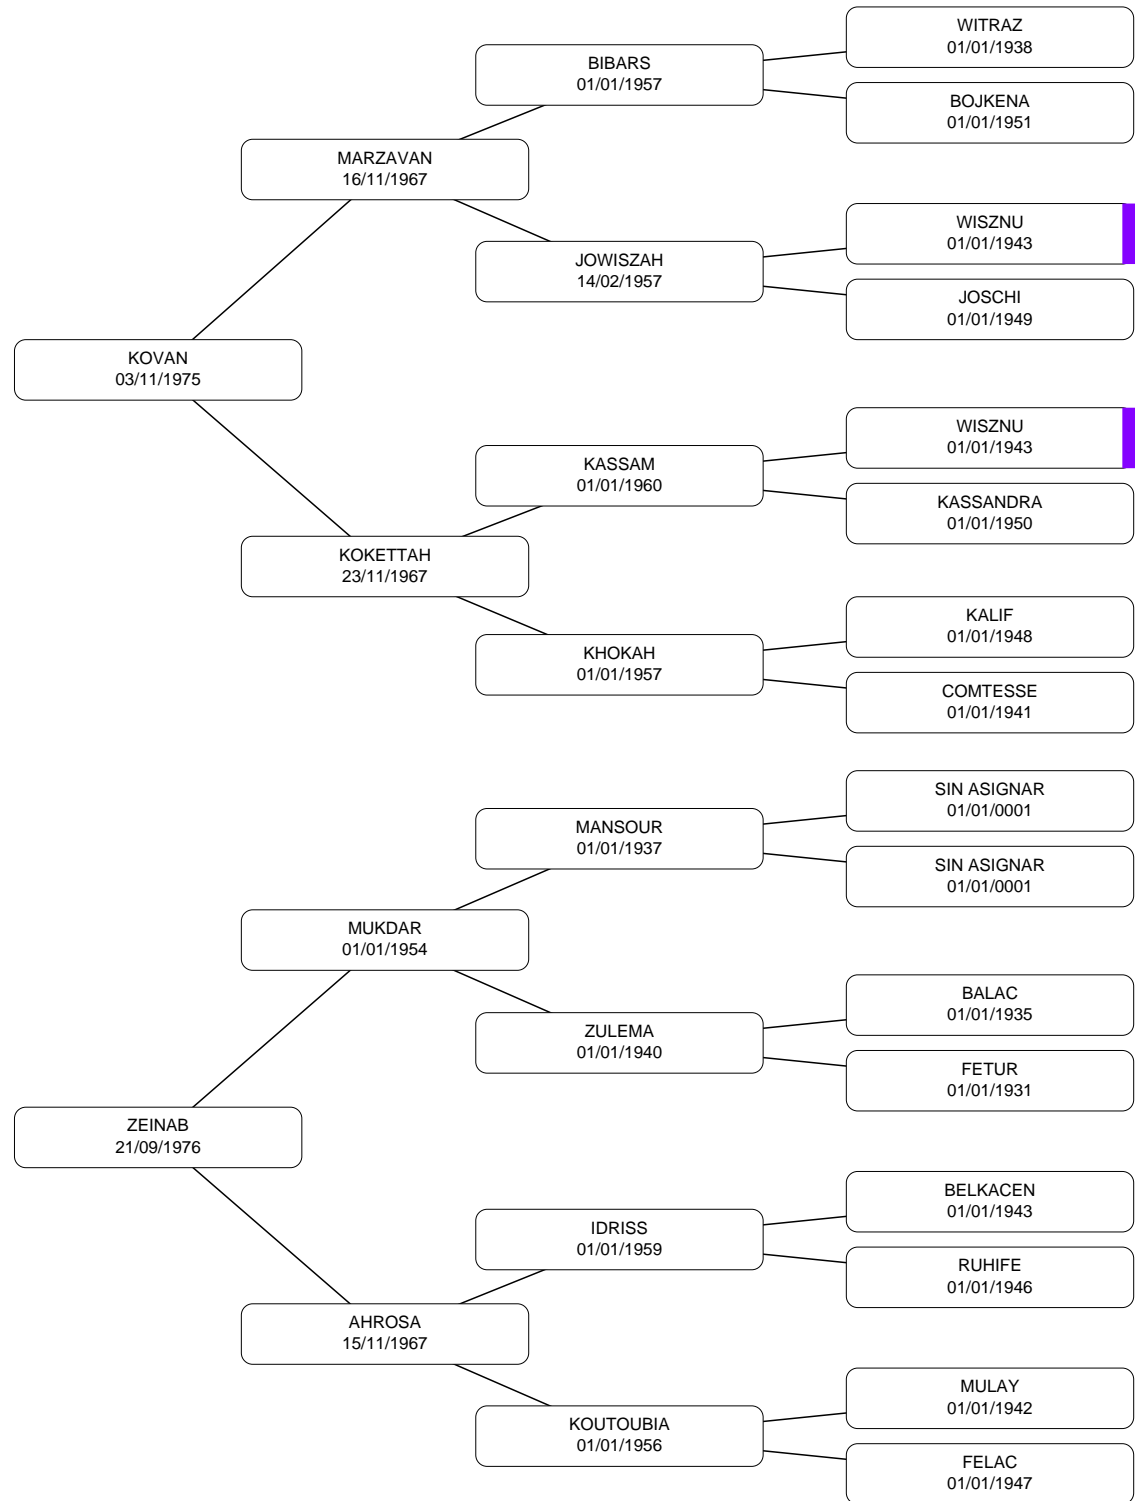 WITRAZ
01/01/1938
BIBARS
01/01/1957
BOJKENA
01/01/1951
MARZAVAN
16/11/1967
WISZNU
01/01/1943
JOWISZAH
14/02/1957
JOSCHI
01/01/1949
KOVAN
03/11/1975
WISZNU
01/01/1943
KASSAM
01/01/1960
KASSANDRA
01/01/1950
KOKETTAH
23/11/1967
KALIF
01/01/1948
KHOKAH
01/01/1957
COMTESSE
01/01/1941
SIN ASIGNAR
01/01/0001
MANSOUR
01/01/1937
SIN ASIGNAR
01/01/0001
MUKDAR
01/01/1954
BALAC
01/01/1935
ZULEMA
01/01/1940
FETUR
01/01/1931
ZEINAB
21/09/1976
BELKACEN
01/01/1943
IDRISS
01/01/1959
RUHIFE
01/01/1946
AHROSA
15/11/1967
MULAY
01/01/1942
KOUTOUBIA
01/01/1956
FELAC
01/01/1947